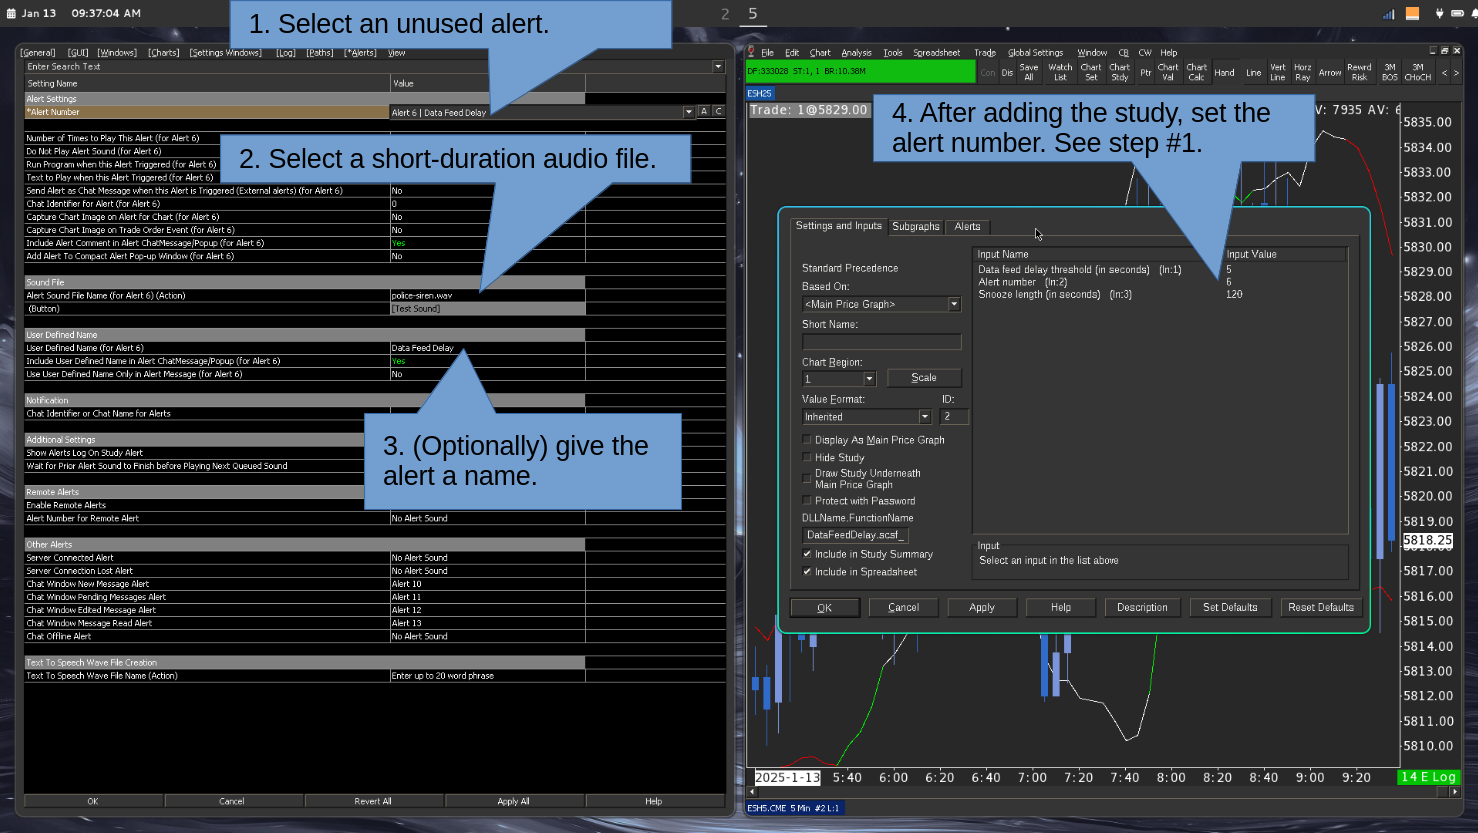 Jan 13
09:37:04 AM
2
5
1. Select an unused alert.
[General]
[GUI]
[Windows]
[Charts]
[Settings Windows]
[Log]
[Paths]
[*Alerts]
View
Enter Search Text
Setting Name
Value
Alert Settings
*Alert Number
Alert 6 | Data Feed Delay
A
C
Number of Times to Play This Alert (for Alert 6)
Do Not Play Alert Sound (for Alert 6)
Run Program when this Alert Triggered (for Alert 6)
Text to Play when this Alert Triggered (for Alert 6)
2. Select a short-duration audio file.
Send Alert as Chat Message when this Alert is Triggered (External alerts) (for Alert 6)
No
Chat Identifier for Alert (for Alert 6)
0
Capture Chart Image on Alert for Chart (for Alert 6)
No
Capture Chart Image on Trade Order Event (for Alert 6)
No
Include Alert Comment in Alert ChatMessage/Popup (for Alert 6)
Yes
Add Alert To Compact Alert Pop-up Window (for Alert 6)
No
Sound File
Alert Sound File Name (for Alert 6) (Action)
police-siren.wav
(Button)
[Test Sound]
User Defined Name
User Defined Name (for Alert 6)
Data Feed Delay
Include User Defined Name in Alert ChatMessage/Popup (for Alert 6)
Yes
Use User Defined Name Only in Alert Message (for Alert 6)
No
Notification
Chat Identifier or Chat Name for Alerts
3. (Optionally) give the
alert a name.
Additional Settings
Show Alerts Log On Study Alert
Wait for Prior Alert Sound to Finish before Playing Next Queued Sound
Remote Alerts
Enable Remote Alerts
Alert Number for Remote Alert
No Alert Sound
Other Alerts
Server Connected Alert
No Alert Sound
Server Connection Lost Alert
No Alert Sound
Chat Window New Message Alert
Alert 10
Chat Window Pending Messages Alert
Alert 11
Chat Window Edited Message Alert
Alert 12
Chat Window Message Read Alert
Alert 13
Chat Offline Alert
No Alert Sound
Text To Speech Wave File Creation
Text To Speech Wave File Name (Action)
Enter up to 20 word phrase
OK
Cancel
Revert All
Apply All
Help
File
Edit
Chart
Analysis
Tools
Spreadsheet
Trade
Global Settings
Window
CB
CW
Help
DF:333028 ST:1, 1 BR:10.38M
Con
Dis
Save All
Watch List
Chart Set
Chart Stdy
Ptr
Chart Val
Chart Calc
Hand
Line
Vert Line
Horz Ray
Arrow
Rewrd Risk
3M BOS
3M CHoCH
<
>
ESH25
Trade: 1@5829.00
V: 7935 AV: 6
4. After adding the study, set the
alert number. See step #1.
Settings and Inputs
Subgraphs
Alerts
Standard Precedence
Based On:
<Main Price Graph>
Short Name:
Chart Region:
1
Scale
Value Format:
ID:
Inherited
2
Display As Main Price Graph
Hide Study
Draw Study Underneath
Main Price Graph
Protect with Password
DLLName.FunctionName
DataFeedDelay.scsf_
Include in Study Summary
Include in Spreadsheet
Input Name
Input Value
Data feed delay threshold (in seconds) (In:1)
5
Alert number (In:2)
6
Snooze length (in seconds) (In:3)
120
Input
Select an input in the list above
OK
Cancel
Apply
Help
Description
Set Defaults
Reset Defaults
5835.00
5834.00
5833.00
5832.00
5831.00
5830.00
5829.00
5828.00
5827.00
5826.00
5825.00
5824.00
5823.00
5822.00
5821.00
5820.00
5819.00
5818.25
5817.00
5816.00
5815.00
5814.00
5813.00
5812.00
5811.00
5810.00
2025-1-13
5:40
6:00
6:20
6:40
7:00
7:20
7:40
8:00
8:20
8:40
9:00
9:20
14 E Log
ESH5.CME 5 Min #2 L:1